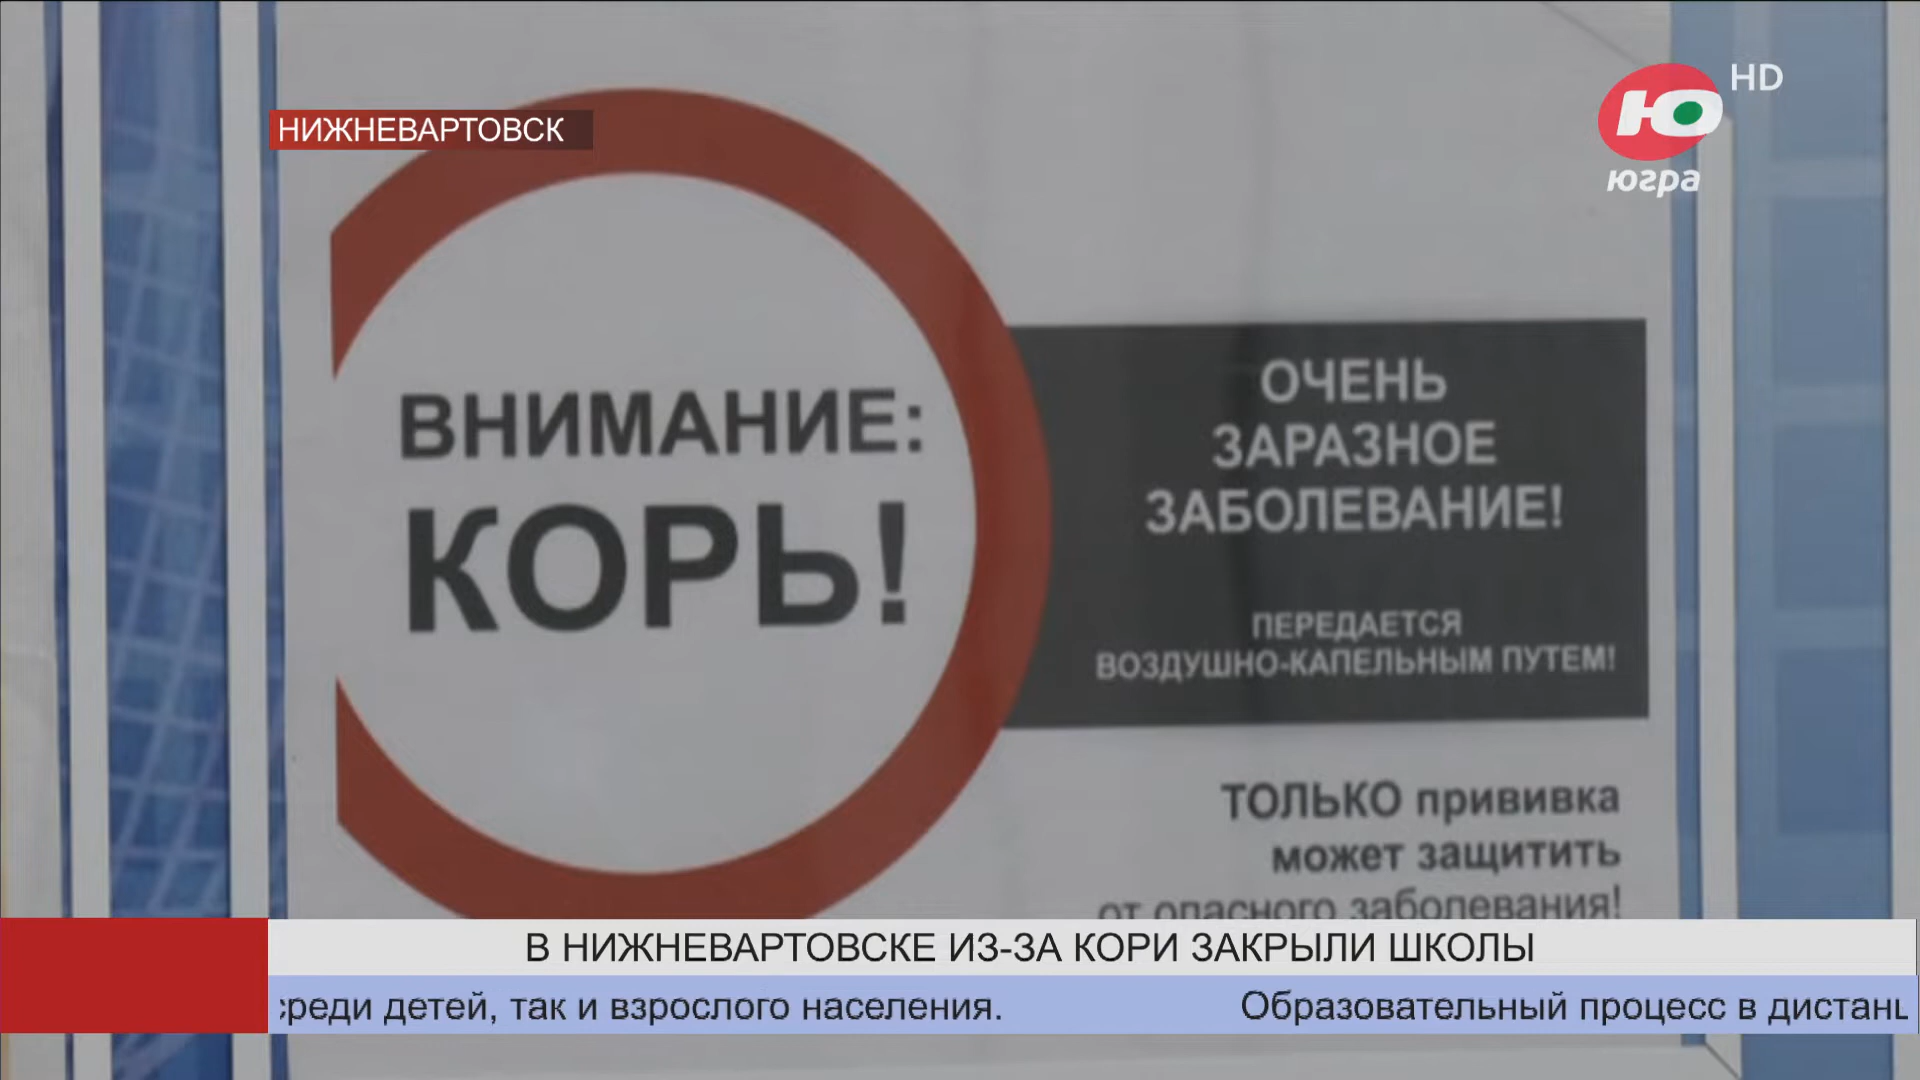 HD
Ю
югра
НИЖНЕВАРТОВСК
ВНИМАНИЕ:
КОРЬ!
ОЧЕНЬ
ЗАРАЗНОЕ
ЗАБОЛЕВАНИЕ!
ПЕРЕДАЕТСЯ
ВОЗДУШНО-КАПЕЛЬНЫМ ПУТЕМ!
ТОЛЬКО прививка
может защитить
от опасного заболевания!
В НИЖНЕВАРТОВСКЕ ИЗ-ЗА КОРИ ЗАКРЫЛИ ШКОЛЫ
среди детей, так и взрослого населения. Образовательный процесс в